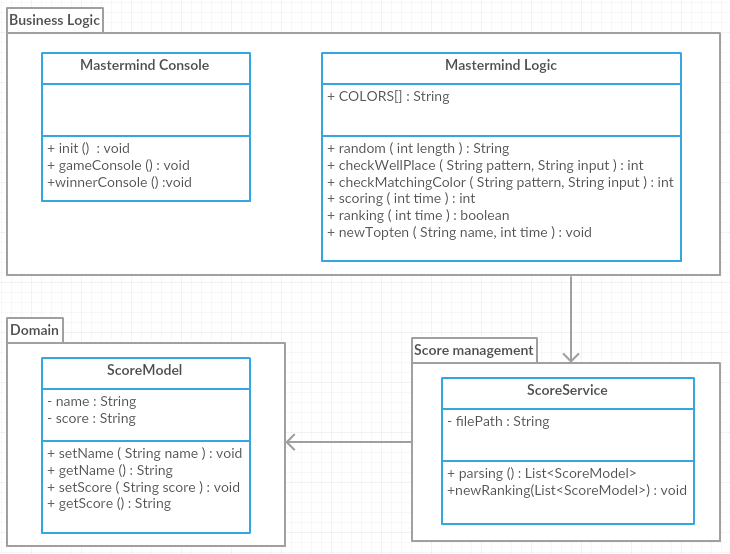 Business Logic
Mastermind Console
+ init () : void
+ gameConsole () : void
+winnerConsole () :void
Mastermind Logic
+ COLORS[] : String
+ random ( int length ) : String
+ checkWellPlace ( String pattern, String input ) : int
+ checkMatchingColor ( String pattern, String input ) : int
+ scoring ( int time ) : int
+ ranking ( int time ) : boolean
+ newTopten ( String name, int time ) : void
Domain
ScoreModel
- name : String
- score : String
+ setName ( String name ) : void
+ getName () : String
+ setScore ( String score ) : void
+ getScore () : String
Score management
ScoreService
- filePath : String
+ parsing () : List<ScoreModel>
+newRanking(List<ScoreModel>) : void